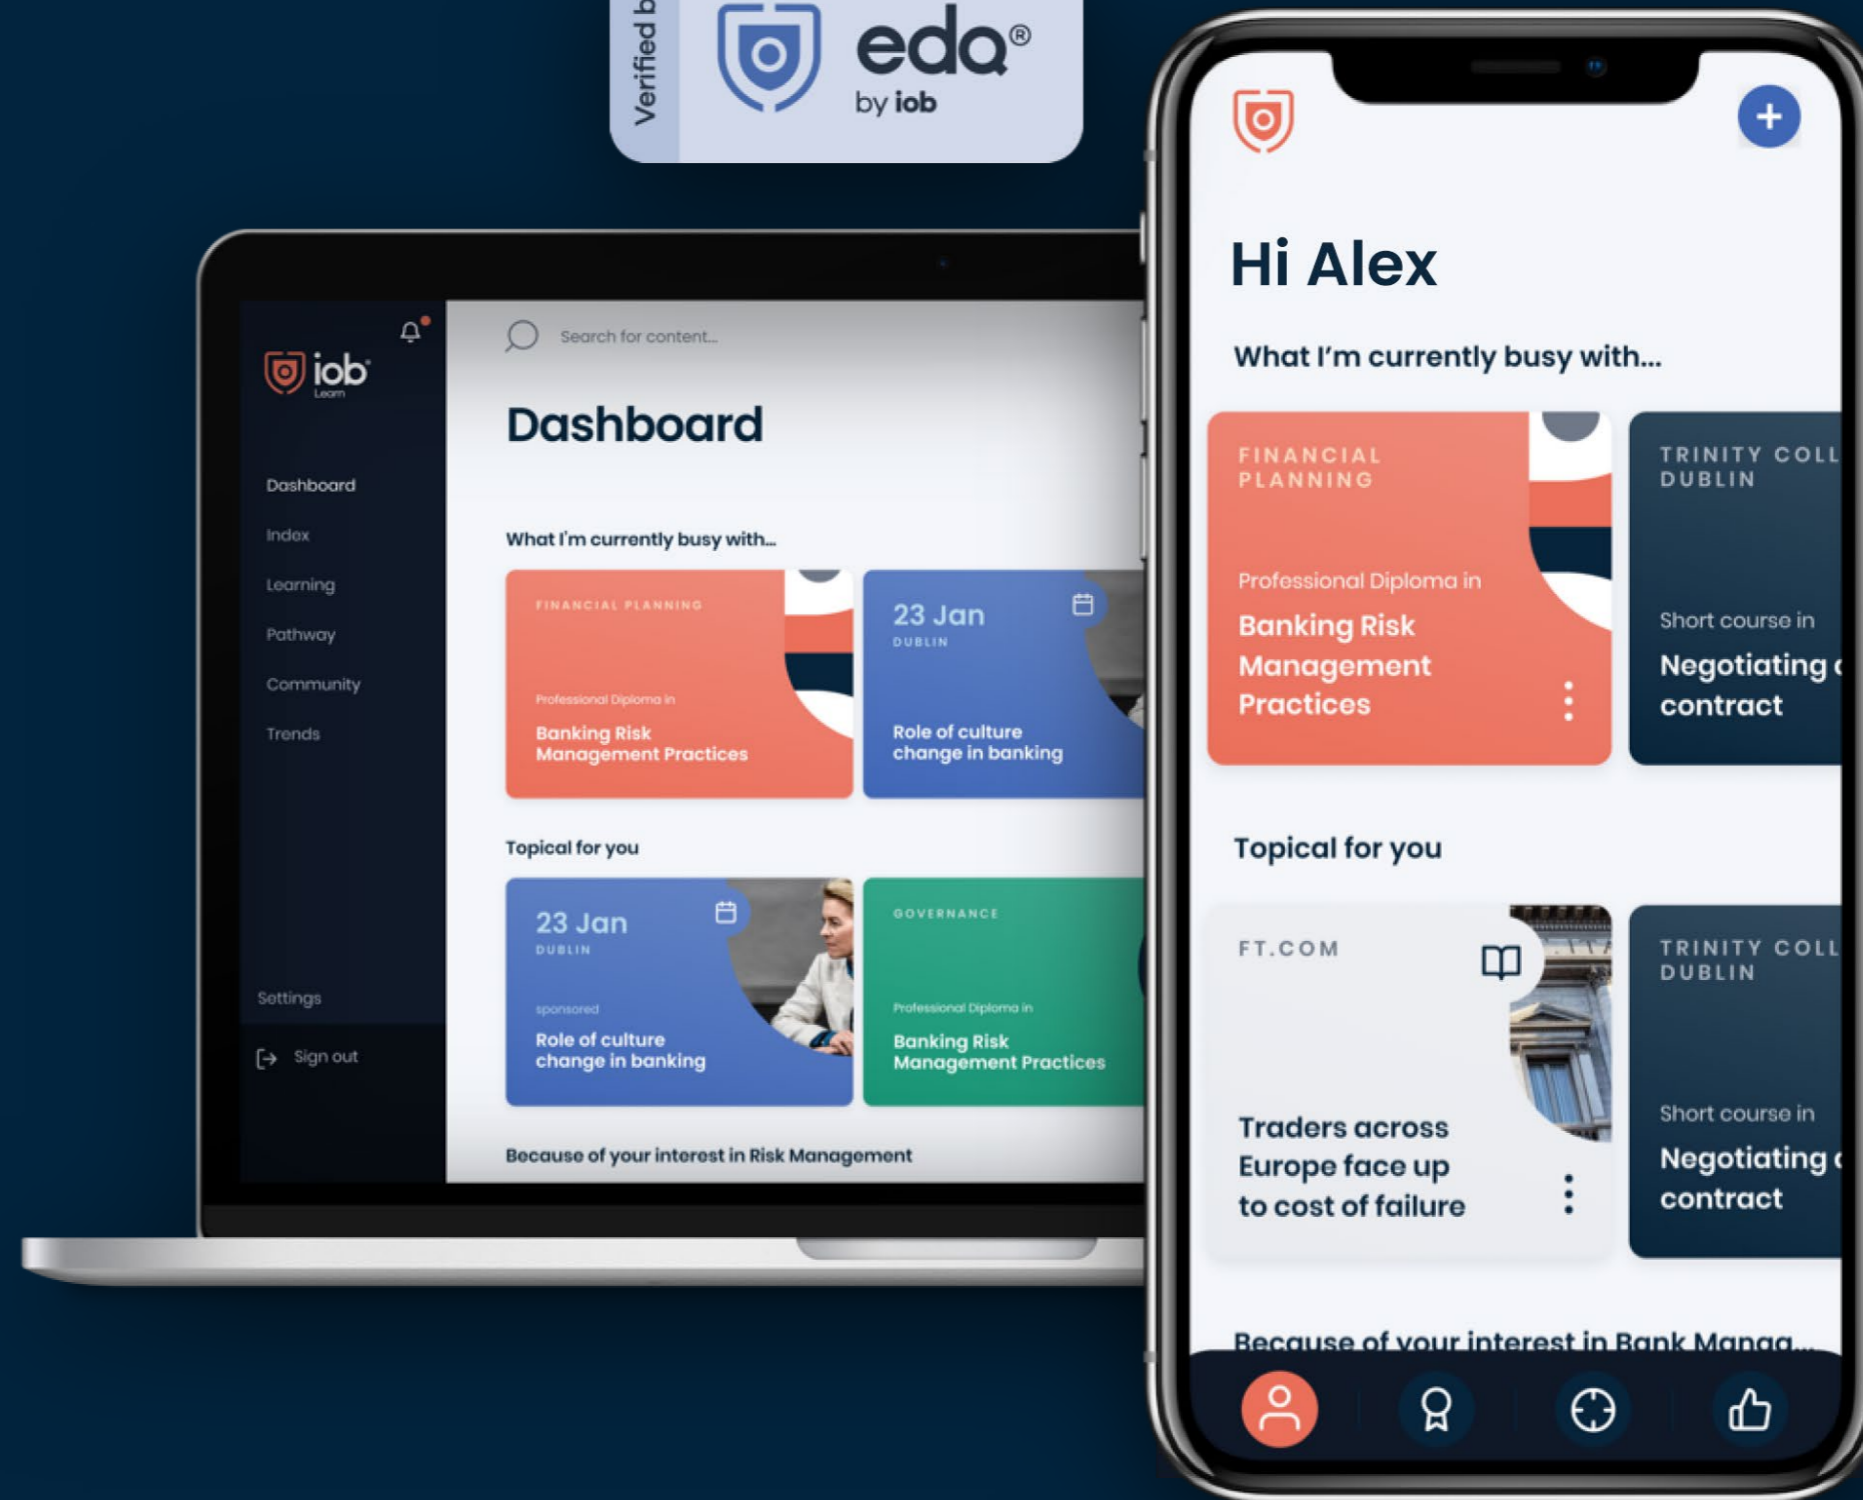 Verified b
edq®
by iob
iob
Learn
Dashboard
Index
Learning
Pathway
Community
Trends
Settings
Sign out
Search for content...
Dashboard
What I'm currently busy with...
FINANCIAL PLANNING
Professional Diploma in
Banking Risk
Management Practices
23 Jan
DUBLIN
Role of culture
change in banking
Topical for you
23 Jan
DUBLIN
sponsored
Role of culture
change in banking
GOVERNANCE
Professional Diploma in
Banking Risk
Management Practices
Because of your interest in Risk Management
Hi Alex
What I'm currently busy with...
FINANCIAL
PLANNING
Professional Diploma in
Banking Risk
Management
Practices
TRINITY COLL
DUBLIN
Short course in
Negotiating
contract
Topical for you
FT.COM
Traders across
Europe face up
to cost of failure
TRINITY COLL
DUBLIN
Short course in
Negotiating
contract
Because of your interest in Bank Manag...